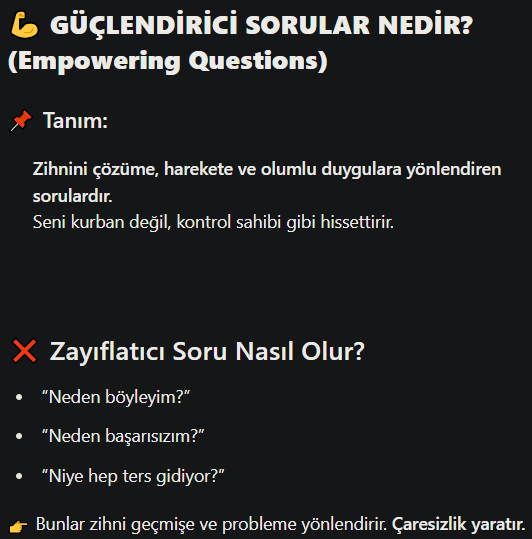 💪 GÜÇLENDİRİCİ SORULAR NEDİR?
(Empowering Questions)
📌 Tanım:
Zihnini çözüme, harekete ve olumlu duygulara yönlendiren
sorulardır.
Seni kurban değil, kontrol sahibi gibi hissettirir.
❌ Zayıflatıcı Soru Nasıl Olur?
• “Neden böyleyim?”
• “Neden başarısızım?”
• “Niye hep ters gidiyor?”
👉 Bunlar zihni geçmişe ve probleme yönlendirir. Çaresizlik yaratır.